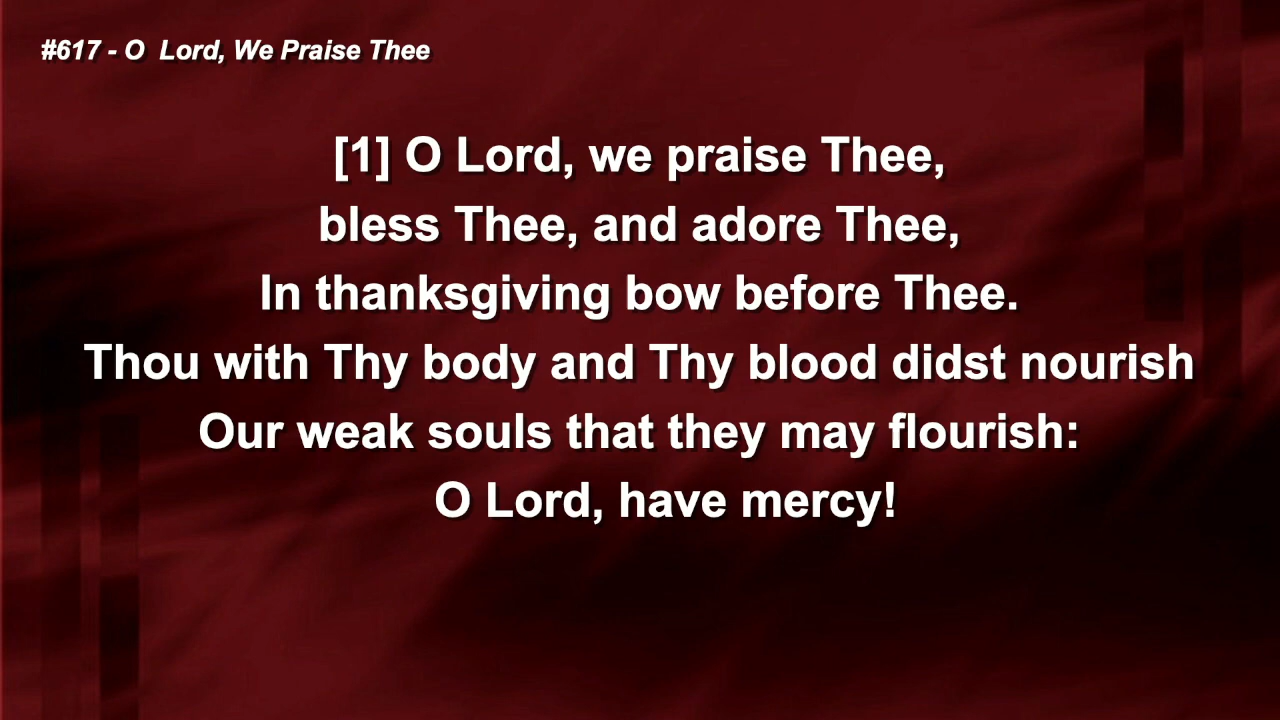 #617 - O  Lord, We Praise Thee
[1] O Lord, we praise Thee,
bless Thee, and adore Thee,
In thanksgiving bow before Thee.
Thou with Thy body and Thy blood didst nourish
Our weak souls that they may flourish:
O Lord, have mercy!